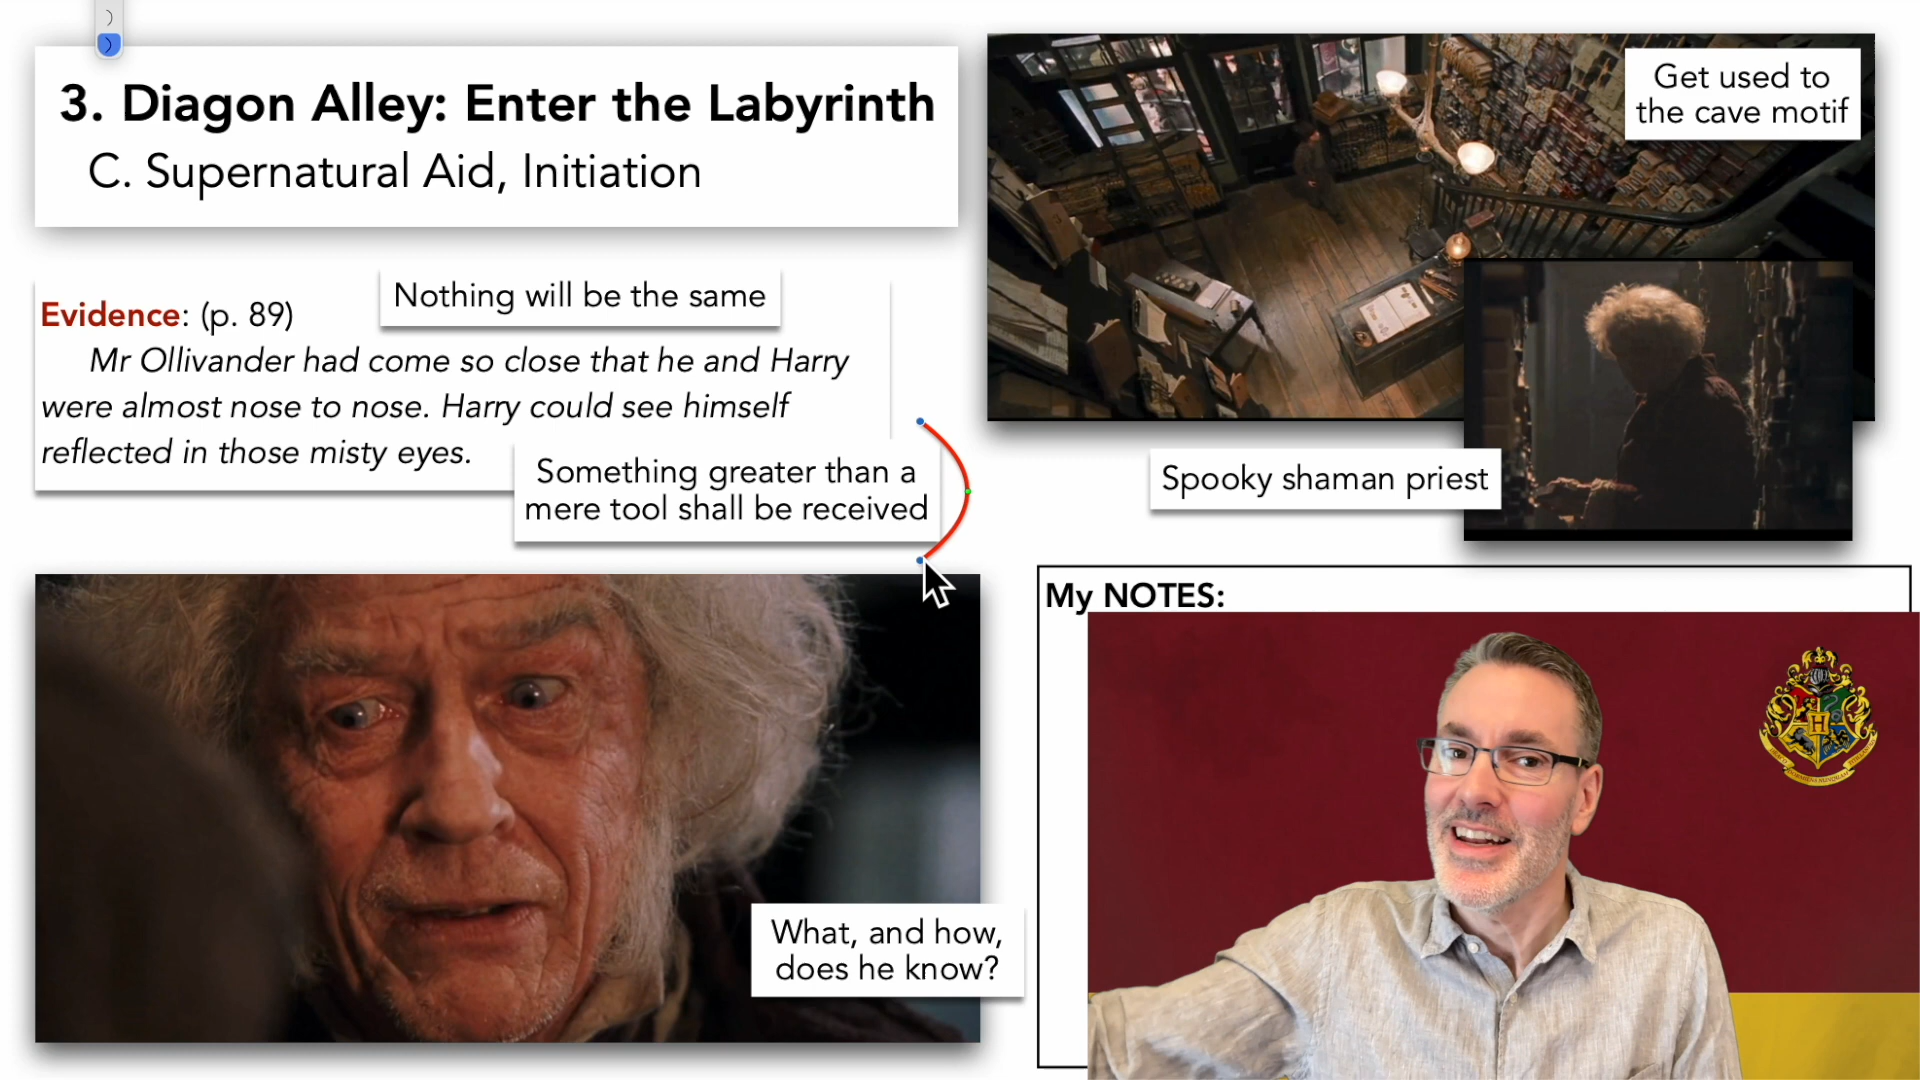 3. Diagon Alley: Enter the Labyrinth
C. Supernatural Aid, Initiation
Get used to
the cave motif
Nothing will be the same
Evidence: (p. 89)
Mr Ollivander had come so close that he and Harry
were almost nose to nose. Harry could see himself
reflected in those misty eyes.
Something greater than a
mere tool shall be received
Spooky shaman priest
My NOTES:
What, and how,
does he know?
H